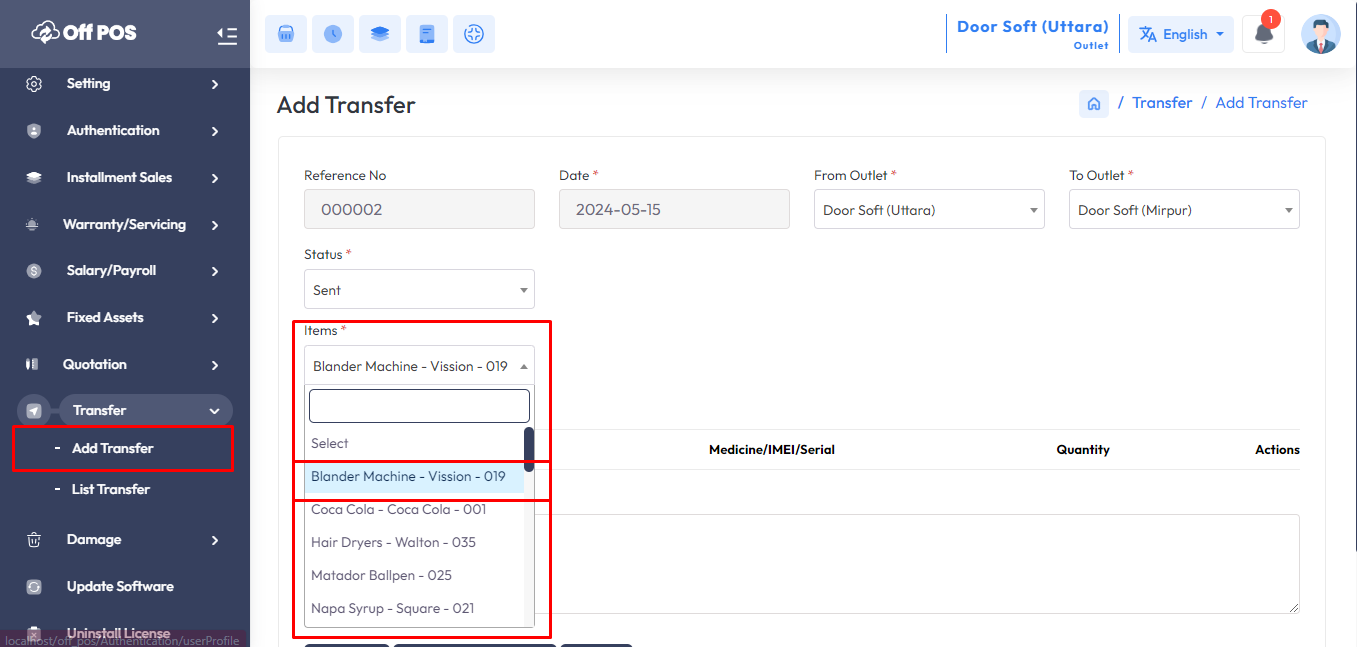 Off POS
Door Soft (Uttara)
Outlet
English
1
Setting
Authentication
Installment Sales
Warranty/Servicing
Salary/Payroll
Fixed Assets
Quotation
Transfer
- Add Transfer
- List Transfer
Damage
Update Software
Uninstall License
localhost/off_pos/Authentication/userProfile
Add Transfer
/ Transfer / Add Transfer
Reference No
000002
Date *
2024-05-15
From Outlet *
Door Soft (Uttara)
To Outlet *
Door Soft (Mirpur)
Status *
Sent
Items *
Blander Machine - Vission - 019
Select
Blander Machine - Vission - 019
Coca Cola - Coca Cola - 001
Hair Dryers - Walton - 035
Matador Ballpen - 025
Napa Syrup - Square - 021
Medicine/IMEI/Serial Quantity Actions